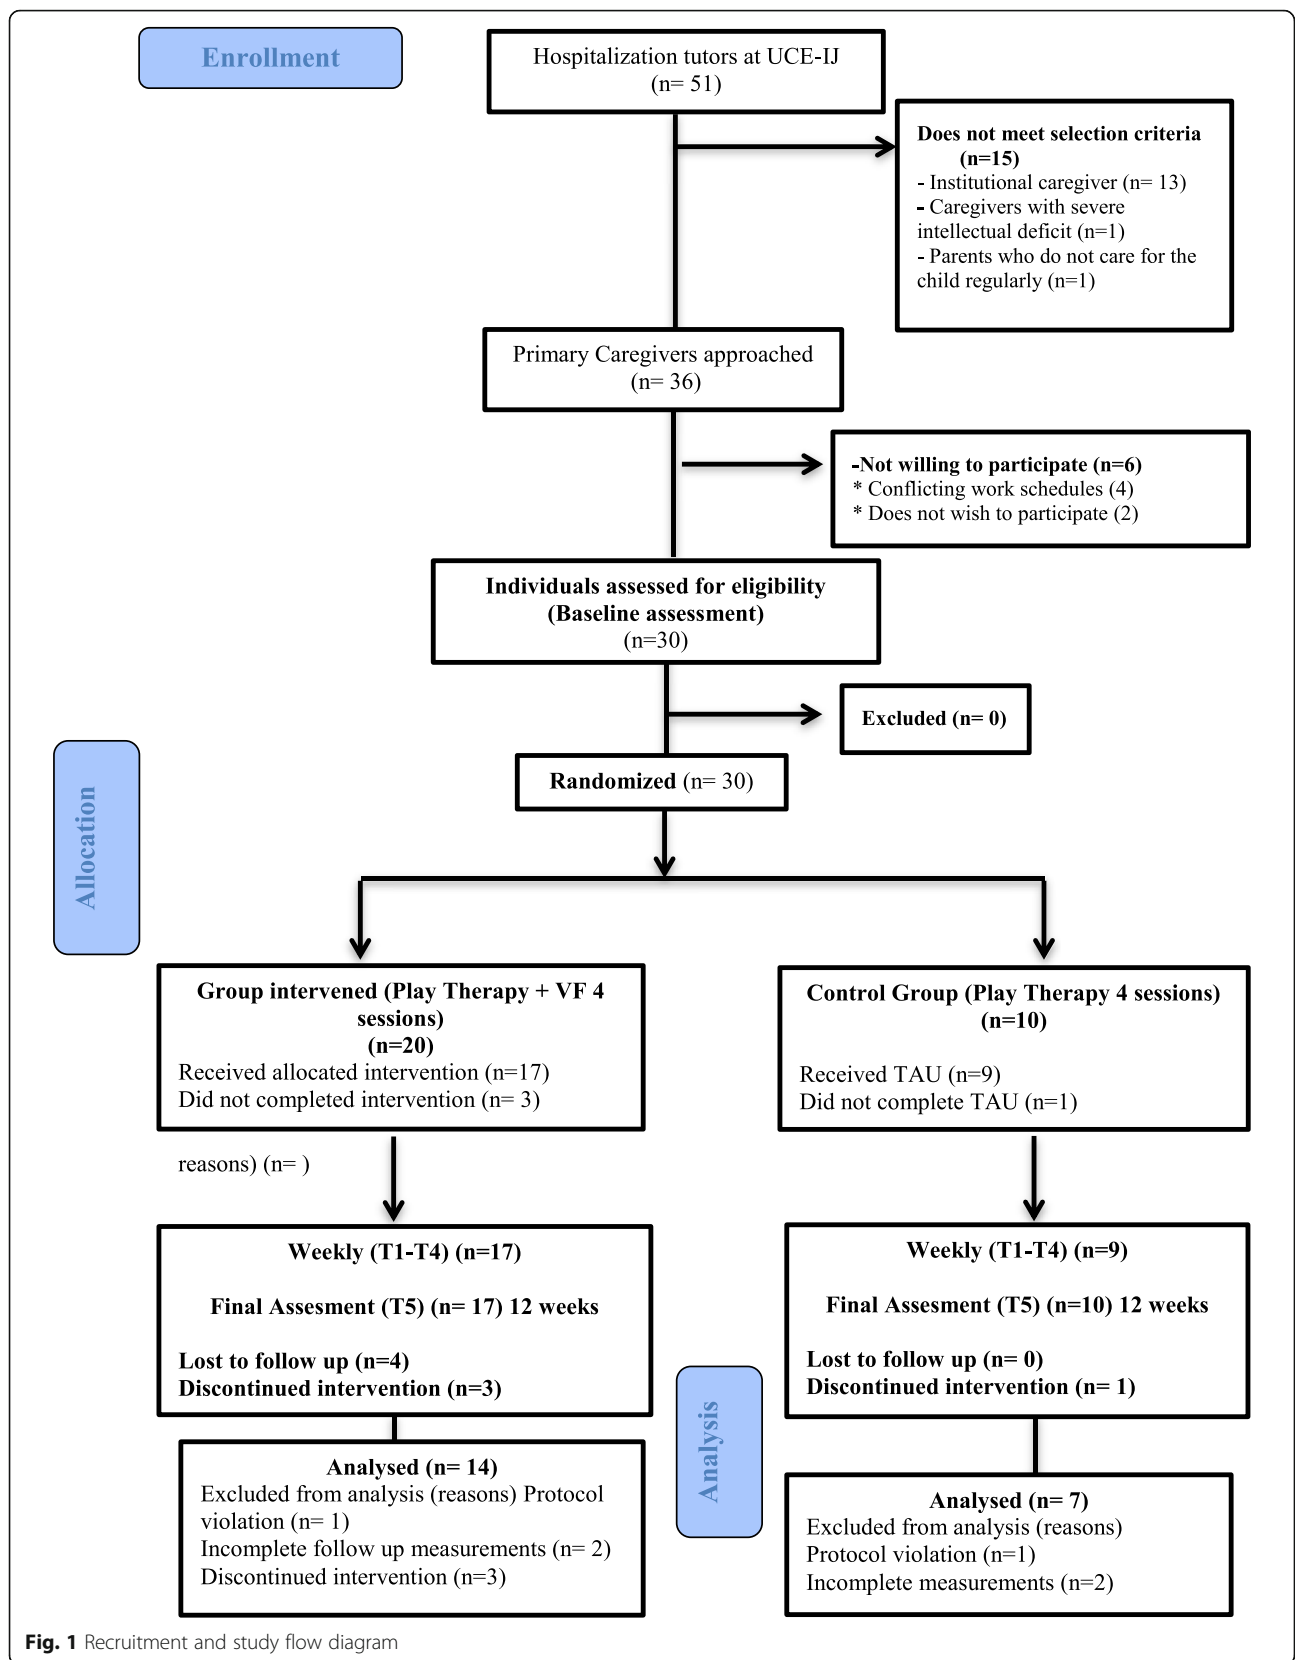 Enrollment
Hospitalization tutors at UCE-IJ
(n= 51)
Does not meet selection criteria
(n=15)
- Institutional caregiver (n= 13)
- Caregivers with severe
intellectual deficit (n=1)
- Parents who do not care for the
child regularly (n=1)
Primary Caregivers approached
(n= 36)
-Not willing to participate (n=6)
* Conflicting work schedules (4)
* Does not wish to participate (2)
Individuals assessed for eligibility
(Baseline assessment)
(n=30)
Excluded (n= 0)
Randomized (n= 30)
Allocation
Group intervened (Play Therapy + VF 4
sessions)
(n=20)
Received allocated intervention (n=17)
Did not completed intervention (n= 3)
reasons) (n= )
Control Group (Play Therapy 4 sessions)
(n=10)
Received TAU (n=9)
Did not complete TAU (n=1)
Weekly (T1-T4) (n=17)
Final Assesment (T5) (n= 17) 12 weeks
Lost to follow up (n=4)
Discontinued intervention (n=3)
Weekly (T1-T4) (n=9)
Final Assesment (T5) (n=10) 12 weeks
Lost to follow up (n= 0)
Discontinued intervention (n= 1)
Analysis
Analysed (n= 14)
Excluded from analysis (reasons) Protocol
violation (n= 1)
Incomplete follow up measurements (n= 2)
Discontinued intervention (n=3)
Analysed (n= 7)
Excluded from analysis (reasons)
Protocol violation (n=1)
Incomplete measurements (n=2)
Fig. 1 Recruitment and study flow diagram